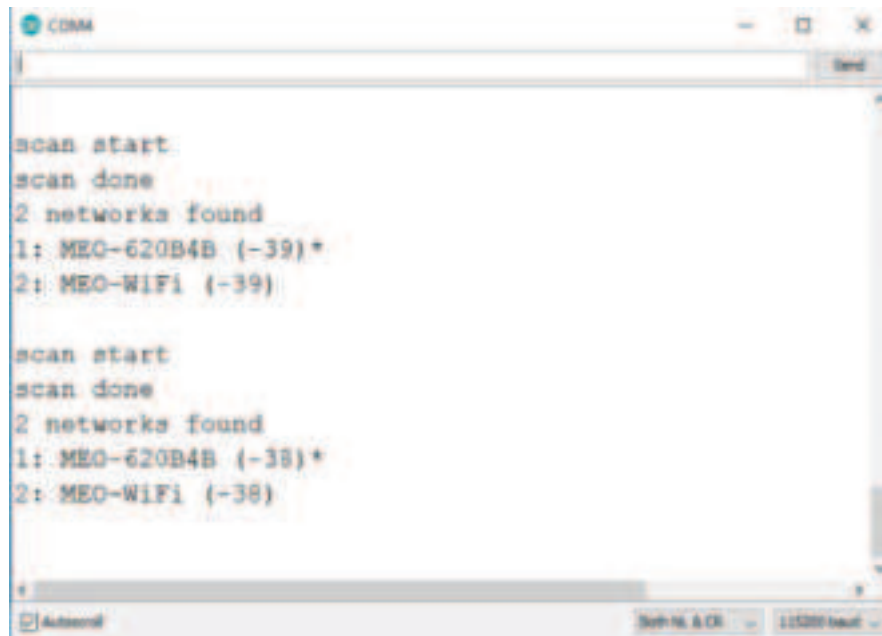 COM4
Send
scan start
scan done
2 networks found
1: MEO-620B4B (-39)*
2: MEO-WiFi (-39)
scan start
scan done
2 networks found
1: MEO-620B4B (-38)*
2: MEO-WiFi (-38)
Autoscroll
Both NL & CR
115200 baud